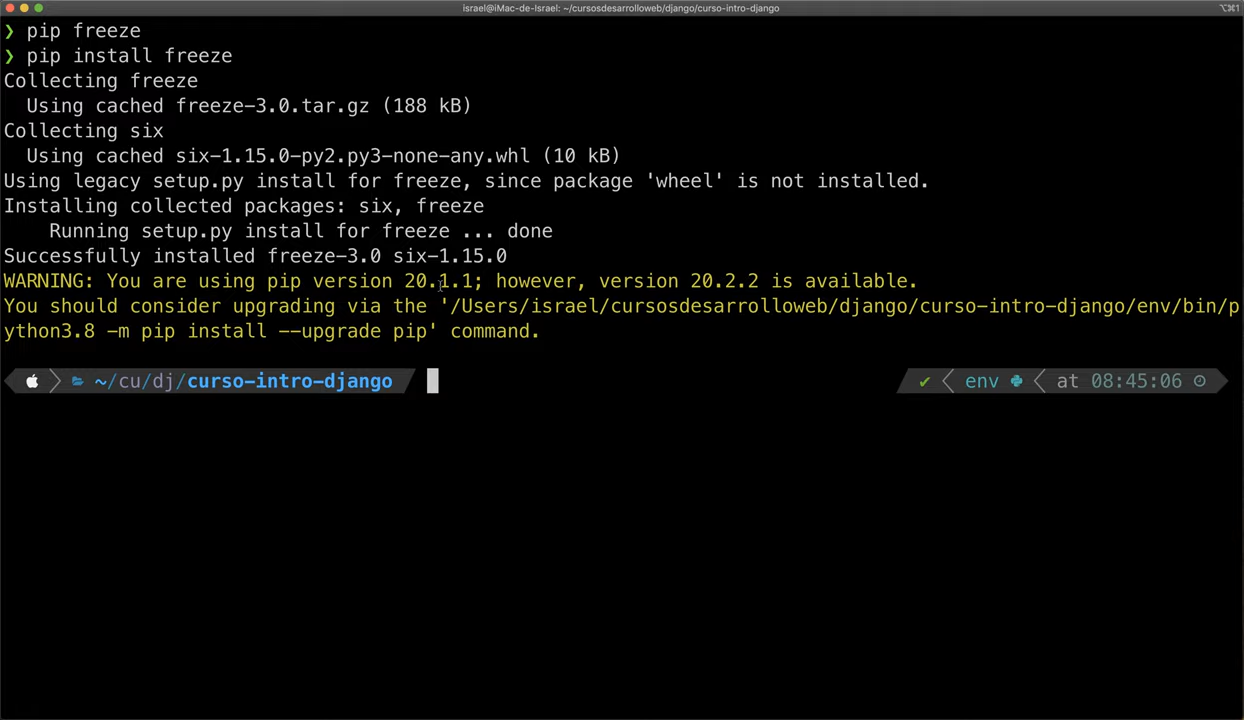 israel@iMac-de-Israel: ~/cursosdesarrolloweb/django/curso-intro-django
⌥⌘1
❯ pip freeze
❯ pip install freeze
Collecting freeze
  Using cached freeze-3.0.tar.gz (188 kB)
Collecting six
  Using cached six-1.15.0-py2.py3-none-any.whl (10 kB)
Using legacy setup.py install for freeze, since package 'wheel' is not installed.
Installing collected packages: six, freeze
    Running setup.py install for freeze ... done
Successfully installed freeze-3.0 six-1.15.0
WARNING: You are using pip version 20.1.1; however, version 20.2.2 is available.
You should consider upgrading via the '/Users/israel/cursosdesarrolloweb/django/curso-intro-django/env/bin/p
ython3.8 -m pip install --upgrade pip' command.
~/cu/dj/curso-intro-django
✔ env at 08:45:06